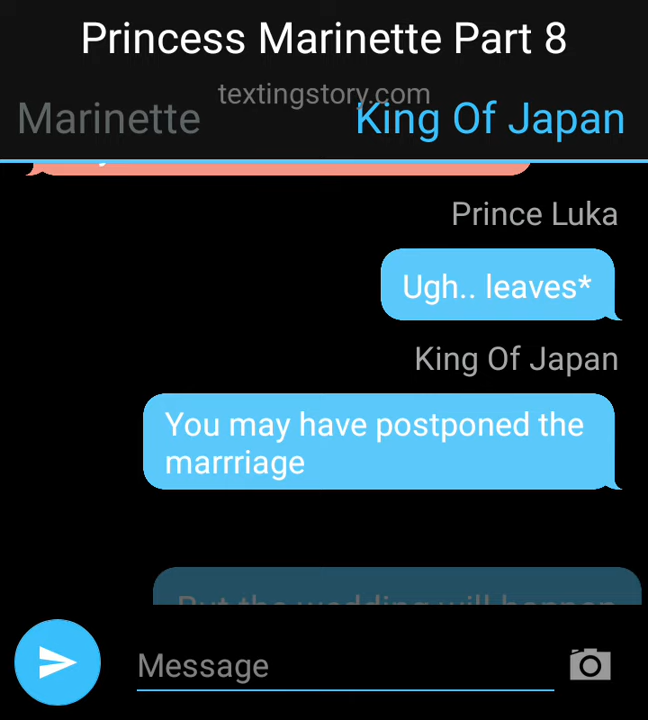 Princess Marinette Part 8
textingstory.com
Marinette
King Of Japan
Prince Luka
Ugh.. leaves*
King Of Japan
You may have postponed the
marrriage
But the wedding will happen
Message